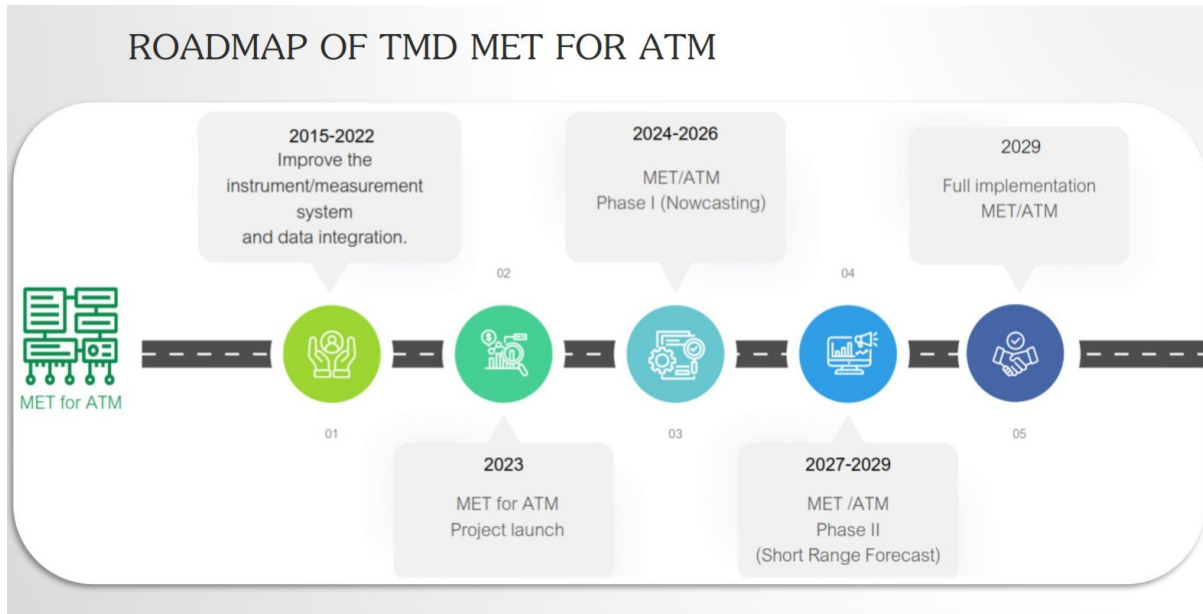 ROADMAP OF TMD MET FOR ATM
2015-2022
Improve the
instrument/measurement
system
and data integration.
2024-2026
MET/ATM
Phase I (Nowcasting)
2029
Full implementation
MET/ATM
02
04
MET for ATM
01
03
05
2023
MET for ATM
Project launch
2027-2029
MET /ATM
Phase II
(Short Range Forecast)